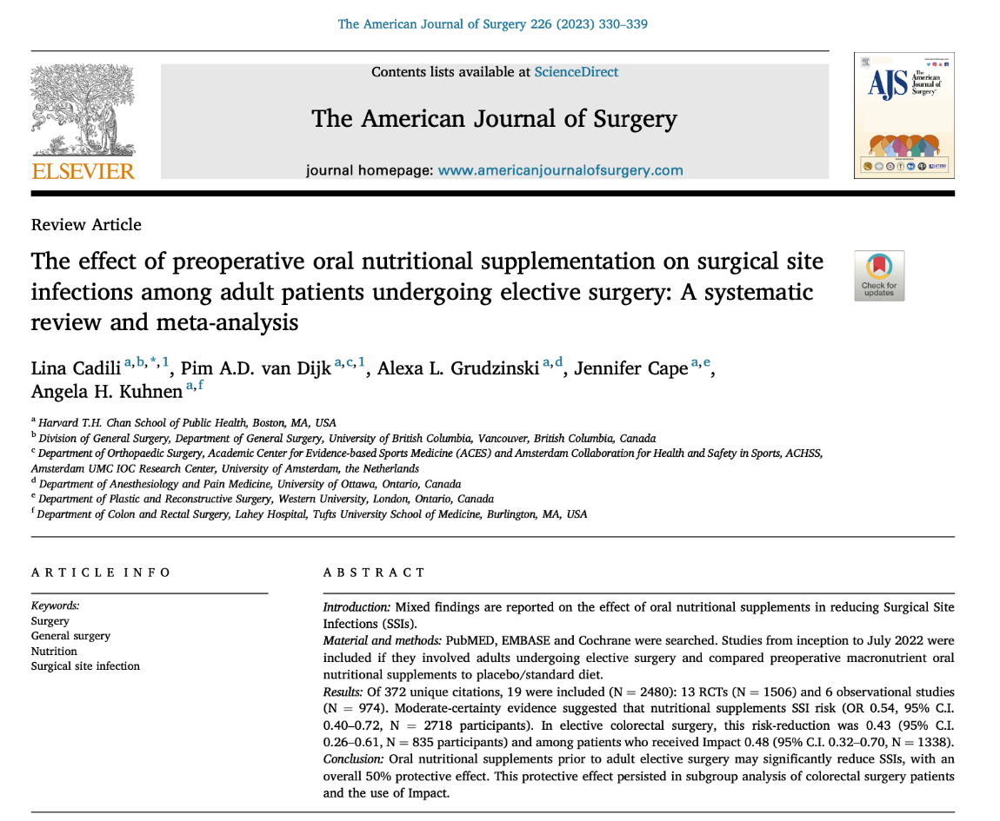 The American Journal of Surgery 226 (2023) 330–339
Contents lists available at ScienceDirect
The American Journal of Surgery
journal homepage: www.americanjournalofsurgery.com
ELSEVIER
AJS The American Journal of Surgery
Review Article
The effect of preoperative oral nutritional supplementation on surgical site
infections among adult patients undergoing elective surgery: A systematic
review and meta-analysis
Check for
updates
Lina Cadili a,b,*,1, Pim A.D. van Dijk a,c,1, Alexa L. Grudzinski a,d, Jennifer Cape a,e,
Angela H. Kuhnen a,f
a Harvard T.H. Chan School of Public Health, Boston, MA, USA
b Division of General Surgery, Department of General Surgery, University of British Columbia, Vancouver, British Columbia, Canada
c Department of Orthopaedic Surgery, Academic Center for Evidence-based Sports Medicine (ACES) and Amsterdam Collaboration for Health and Safety in Sports, ACHSS,
Amsterdam UMC IOC Research Center, University of Amsterdam, the Netherlands
d Department of Anesthesiology and Pain Medicine, University of Ottawa, Ontario, Canada
e Department of Plastic and Reconstructive Surgery, Western University, London, Ontario, Canada
f Department of Colon and Rectal Surgery, Lahey Hospital, Tufts University School of Medicine, Burlington, MA, USA
ARTICLE INFO
Keywords:
Surgery
General surgery
Nutrition
Surgical site infection
ABSTRACT
Introduction: Mixed findings are reported on the effect of oral nutritional supplements in reducing Surgical Site
Infections (SSIs).
Material and methods: PubMED, EMBASE and Cochrane were searched. Studies from inception to July 2022 were
included if they involved adults undergoing elective surgery and compared preoperative macronutrient oral
nutritional supplements to placebo/standard diet.
Results: Of 372 unique citations, 19 were included (N = 2480): 13 RCTs (N = 1506) and 6 observational studies
(N = 974). Moderate-certainty evidence suggested that nutritional supplements SSI risk (OR 0.54, 95% C.I.
0.40–0.72, N = 2718 participants). In elective colorectal surgery, this risk-reduction was 0.43 (95% C.I.
0.26–0.61, N = 835 participants) and among patients who received Impact 0.48 (95% C.I. 0.32–0.70, N = 1338).
Conclusion: Oral nutritional supplements prior to adult elective surgery may significantly reduce SSIs, with an
overall 50% protective effect. This protective effect persisted in subgroup analysis of colorectal surgery patients
and the use of Impact.